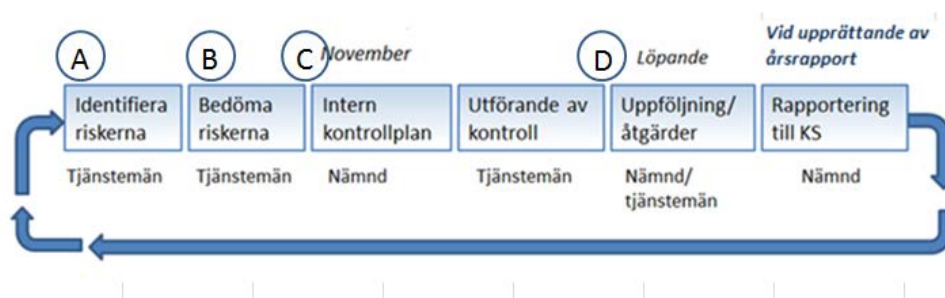 Vid upprättande av
årsrapport
A
B
C
November
D
Löpande
Identifiera
riskerna
Bedöma
riskerna
Intern
kontrollplan
Utförande av
kontroll
Uppföljning/
åtgärder
Rapportering
till KS
Tjänstemän
Tjänstemän
Nämnd
Tjänstemän
Nämnd/
tjänstemän
Nämnd